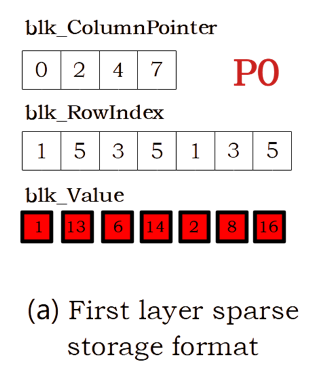 blk_ColumnPointer
0 2 4 7
P0
blk_RowIndex
1 5 3 5 1 3 5
blk_Value
1 13 6 14 2 8 16
(a) First layer sparse
storage format